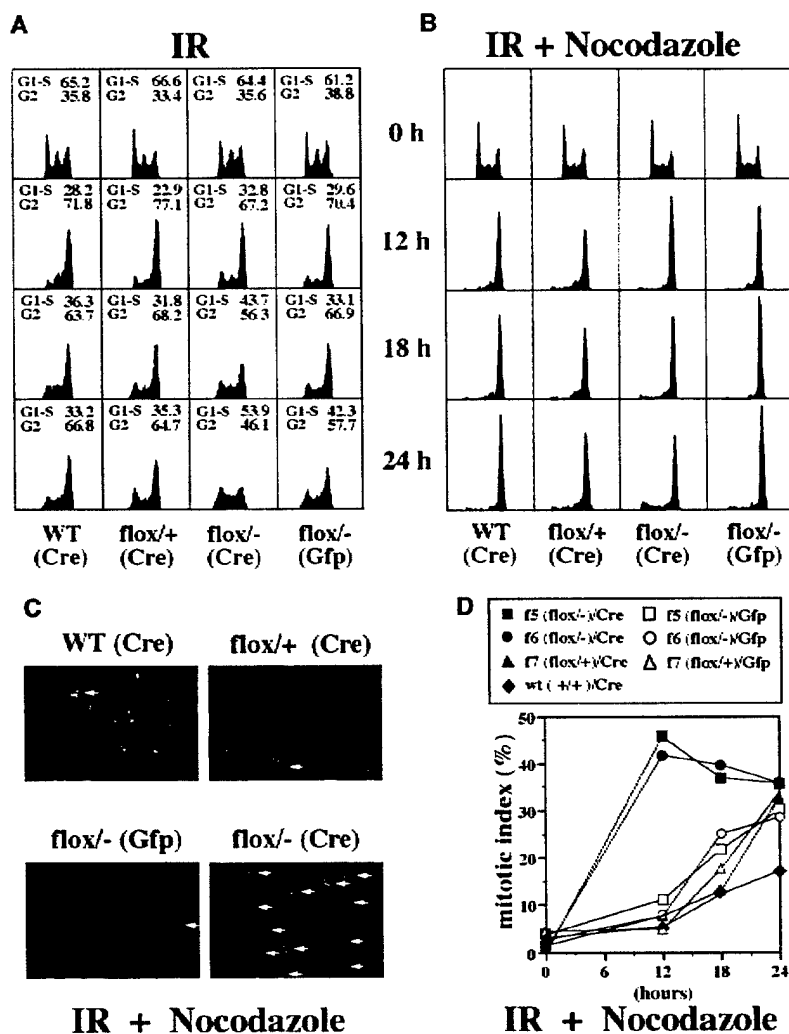 A
IR
G1-S 65.2
G2 35.8
G1-S 66.6
G2 33.4
G1-S 64.4
G2 35.6
G1-S 61.2
G2 38.8
G1-S 28.2
G2 71.8
G1-S 22.9
G2 77.1
G1-S 32.8
G2 67.2
G1-S 29.6
G2 70.4
G1-S 36.3
G2 63.7
G1-S 31.8
G2 68.2
G1-S 43.7
G2 56.3
G1-S 33.1
G2 66.9
G1-S 33.2
G2 66.8
G1-S 35.3
G2 64.7
G1-S 53.9
G2 46.1
G1-S 42.3
G2 57.7
WT (Cre)
flox/+ (Cre)
flox/- (Cre)
flox/- (Gfp)
0 h
12 h
18 h
24 h
B
IR + Nocodazole
WT (Cre)
flox/+ (Cre)
flox/- (Cre)
flox/- (Gfp)
C
WT (Cre)
flox/+ (Cre)
flox/- (Gfp)
flox/- (Cre)
IR + Nocodazole
D
f5 (flox/-)/Cre
f5 (flox/-)/Gfp
f6 (flox/-)/Cre
f6 (flox/-)/Gfp
f7 (flox/+)/Cre
f7 (flox/+)/Gfp
wt ( +/+ )/Cre
mitotic index (%)
50
40
30
20
10
0
0 6 12 18 24
(hours)
IR + Nocodazole